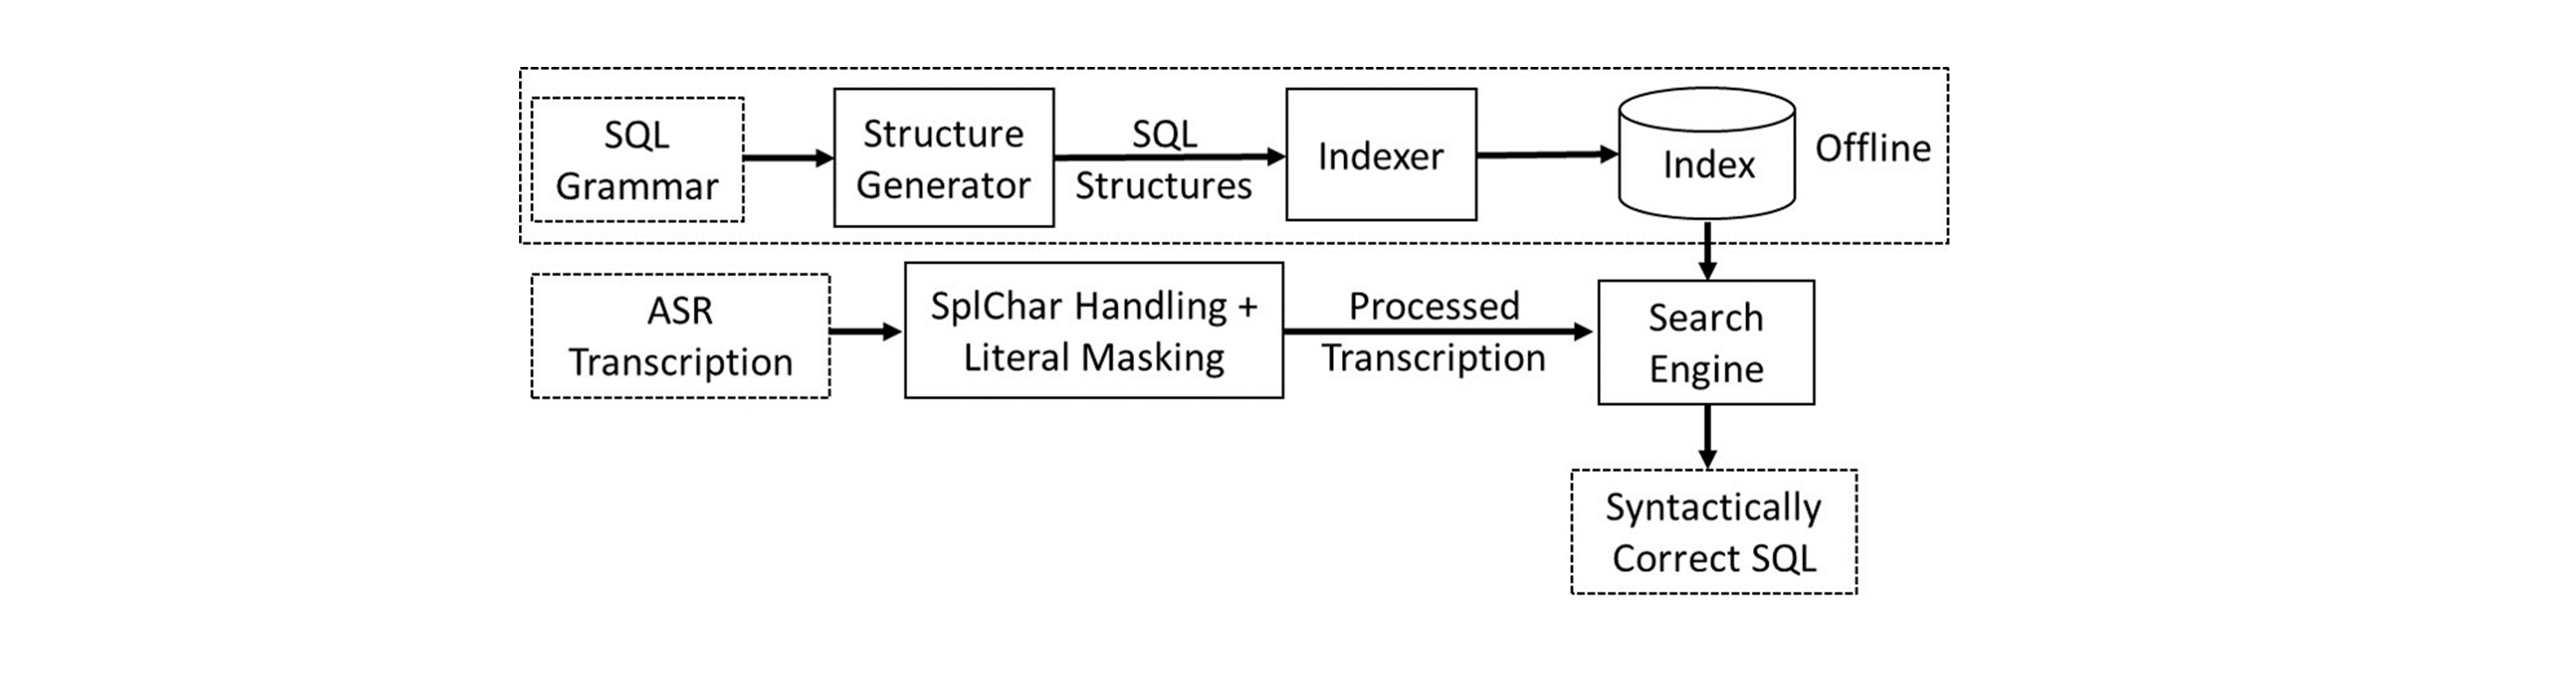 SQL
Grammar
Structure
Generator
SQL
Structures
Indexer
Index
Offline
ASR
Transcription
SplChar Handling +
Literal Masking
Processed
Transcription
Search
Engine
Syntactically
Correct SQL